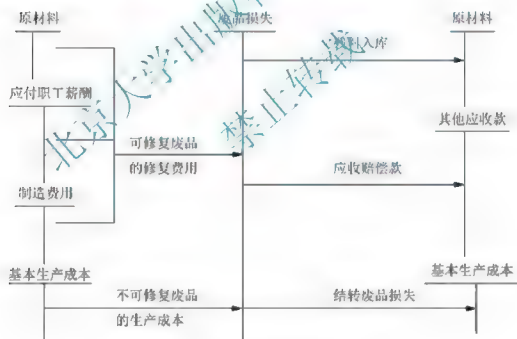 原材料
废品损失
原材料
残料入库
应付职工薪酬
其他应收款
可修复废品
的修复费用
应收赔偿款
制造费用
基本生产成本
基本生产成本
不可修复废品
的生产成本
结转废品损失
北京大学出版
禁止转载